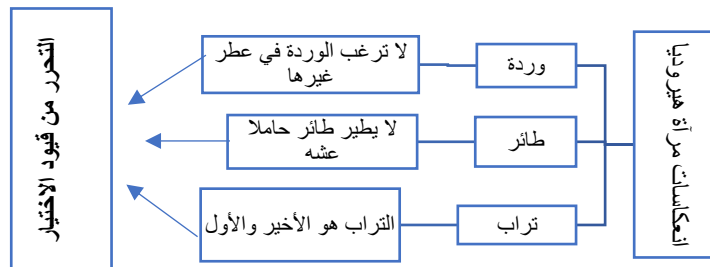 انعكاسات مرآة هيروديا
وردة
لا ترغب الوردة في عطر
غيرها
طائر
لا يطير طائر حاملا
عشه
تراب
التراب هو الأخير والأول
التحرر من قيود الاختيار